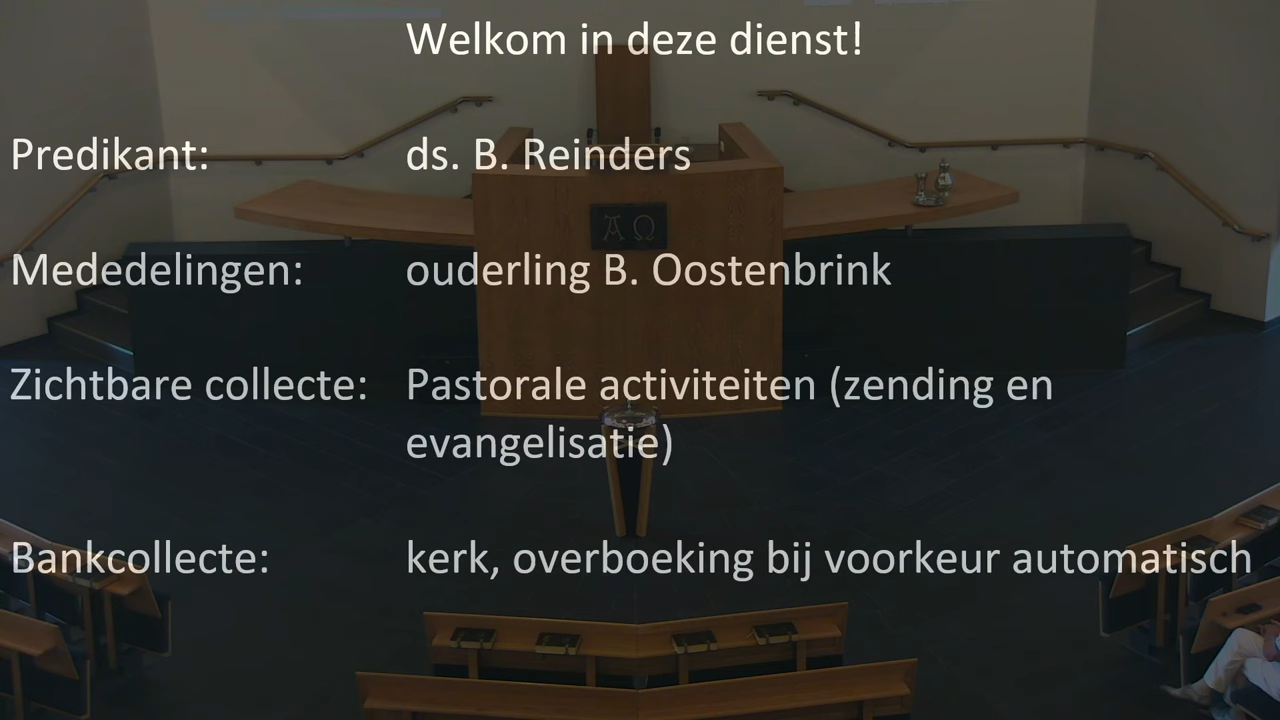 Welkom in deze dienst!
Predikant: ds. B. Reinders
ΑΩ
Mededelingen: ouderling B. Oostenbrink
Zichtbare collecte: Pastorale activiteiten (zending en
evangelisatie)
Bankcollecte: kerk, overboeking bij voorkeur automatisch